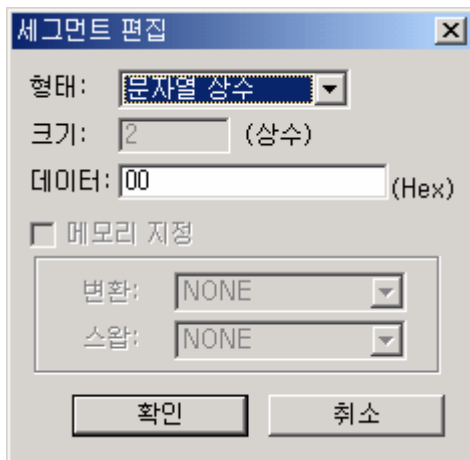 세그먼트 편집
형태: 문자열 상수
크기: 2 (상수)
데이터: 00 (Hex)
메모리 지정
변환: NONE
스왑: NONE
확인 취소